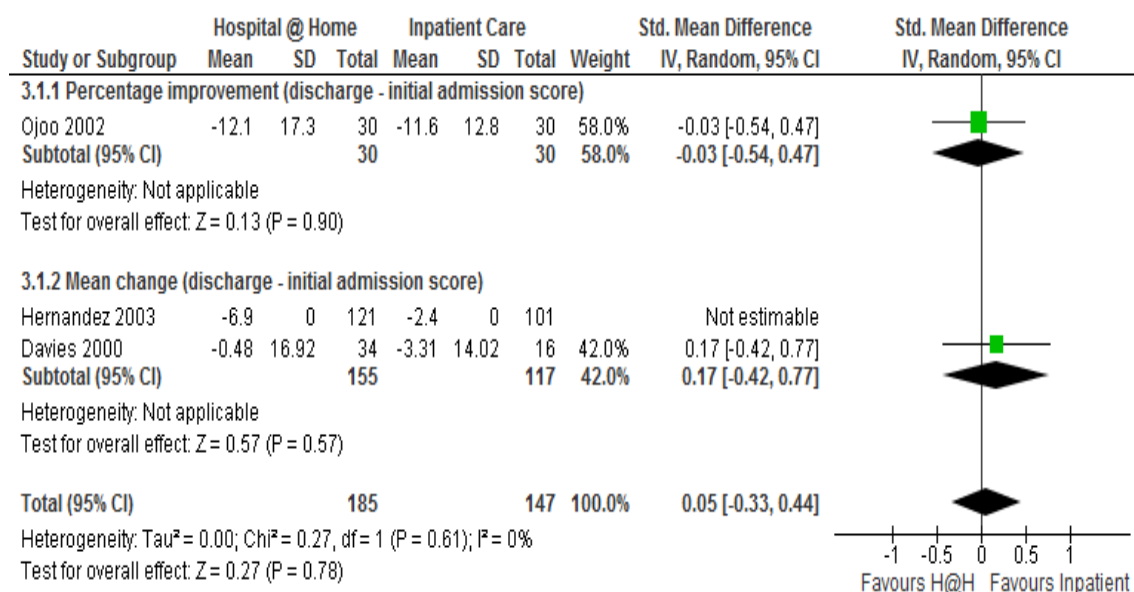 Hospital @ Home Inpatient Care Std. Mean Difference Std. Mean Difference
Study or Subgroup Mean SD Total Mean SD Total Weight IV, Random, 95% CI IV, Random, 95% CI
3.1.1 Percentage improvement (discharge - initial admission score)
Ojoo 2002 -12.1 17.3 30 -11.6 12.8 30 58.0% -0.03 [-0.54, 0.47]
Subtotal (95% CI) 30 30 58.0% -0.03 [-0.54, 0.47]
Heterogeneity: Not applicable
Test for overall effect: Z = 0.13 (P = 0.90)
3.1.2 Mean change (discharge - initial admission score)
Hernandez 2003 -6.9 0 121 -2.4 0 101 Not estimable
Davies 2000 -0.48 16.92 34 -3.31 14.02 16 42.0% 0.17 [-0.42, 0.77]
Subtotal (95% CI) 155 117 42.0% 0.17 [-0.42, 0.77]
Heterogeneity: Not applicable
Test for overall effect: Z = 0.57 (P = 0.57)
Total (95% CI) 185 147 100.0% 0.05 [-0.33, 0.44]
Heterogeneity: Tau² = 0.00; Chi² = 0.27, df = 1 (P = 0.61); I² = 0%
Test for overall effect: Z = 0.27 (P = 0.78)
-1 -0.5 0 0.5 1
Favours H@H Favours Inpatient